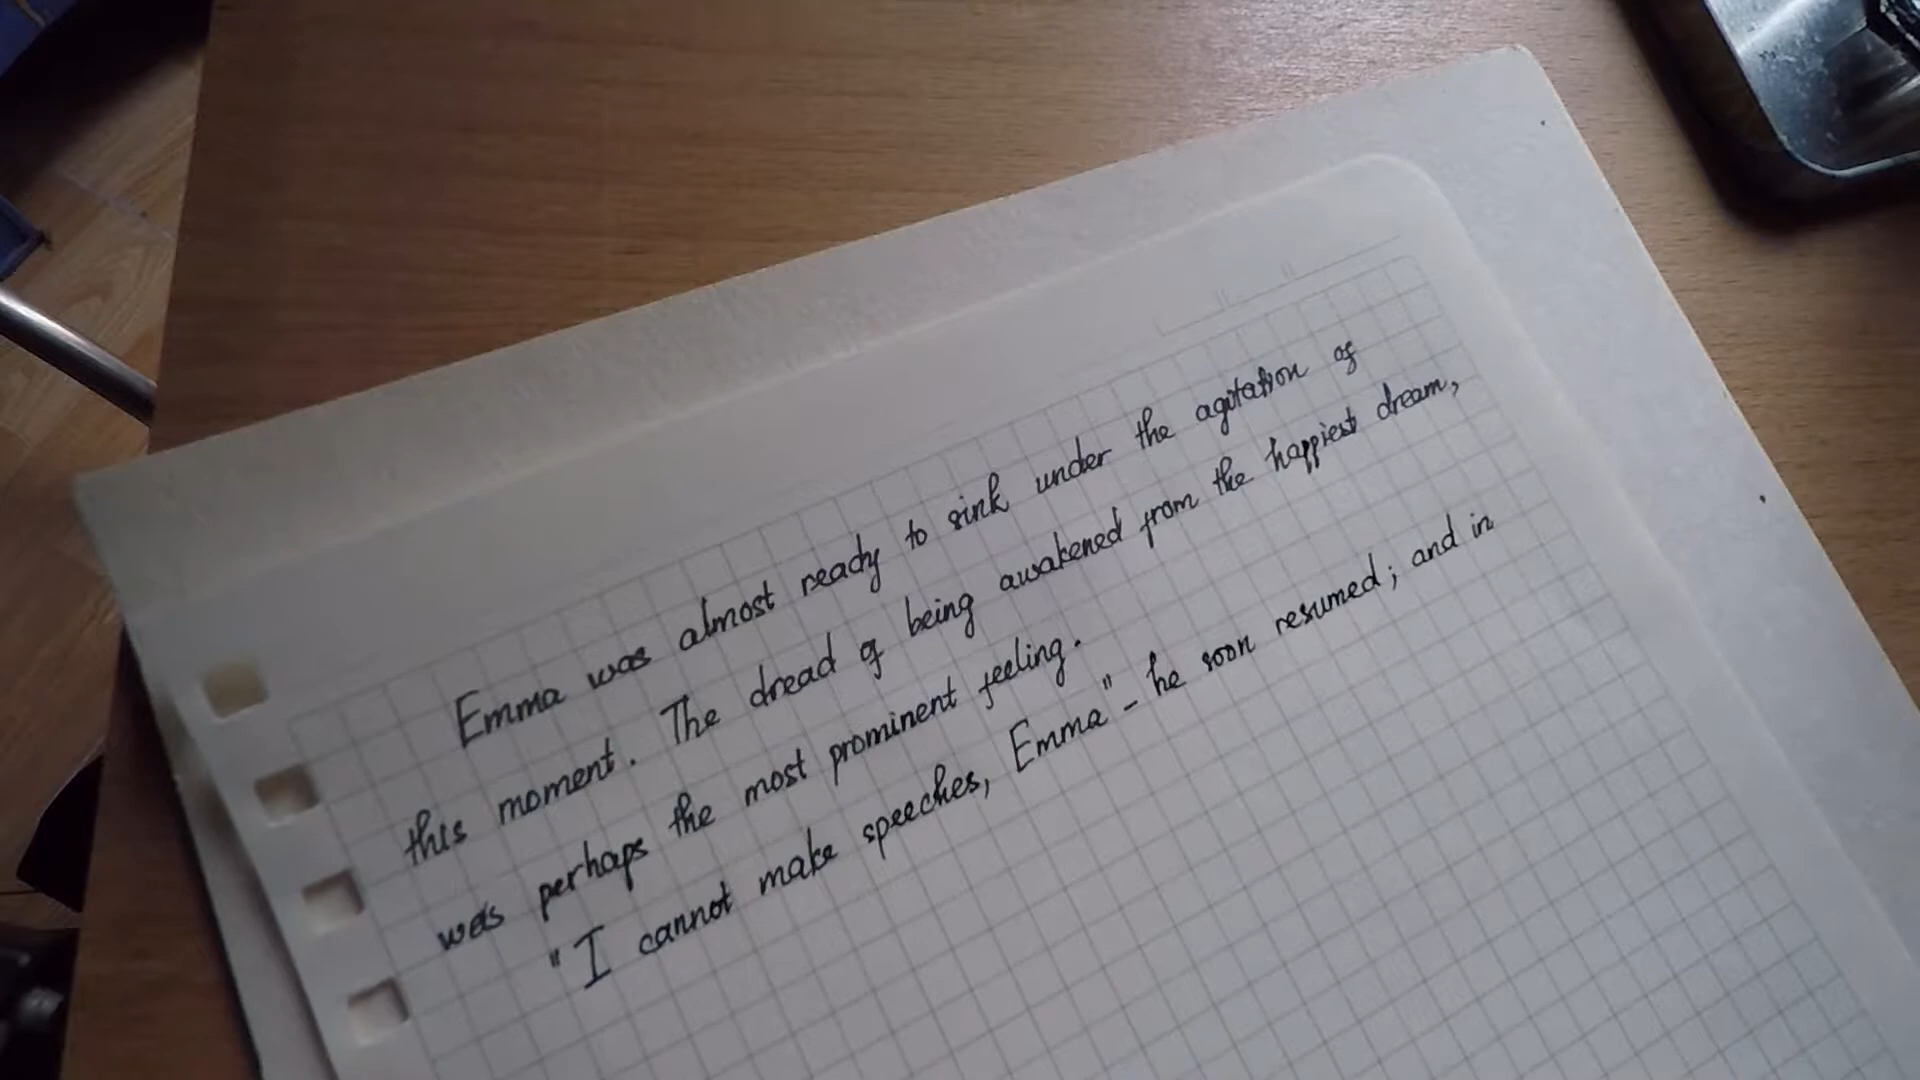 Emma was almost ready to sink under the agitation of
this moment. The dread of being awakened from the happiest dream,
was perhaps the most prominent feeling.
"I cannot make speeches, Emma" - he soon resumed; and in